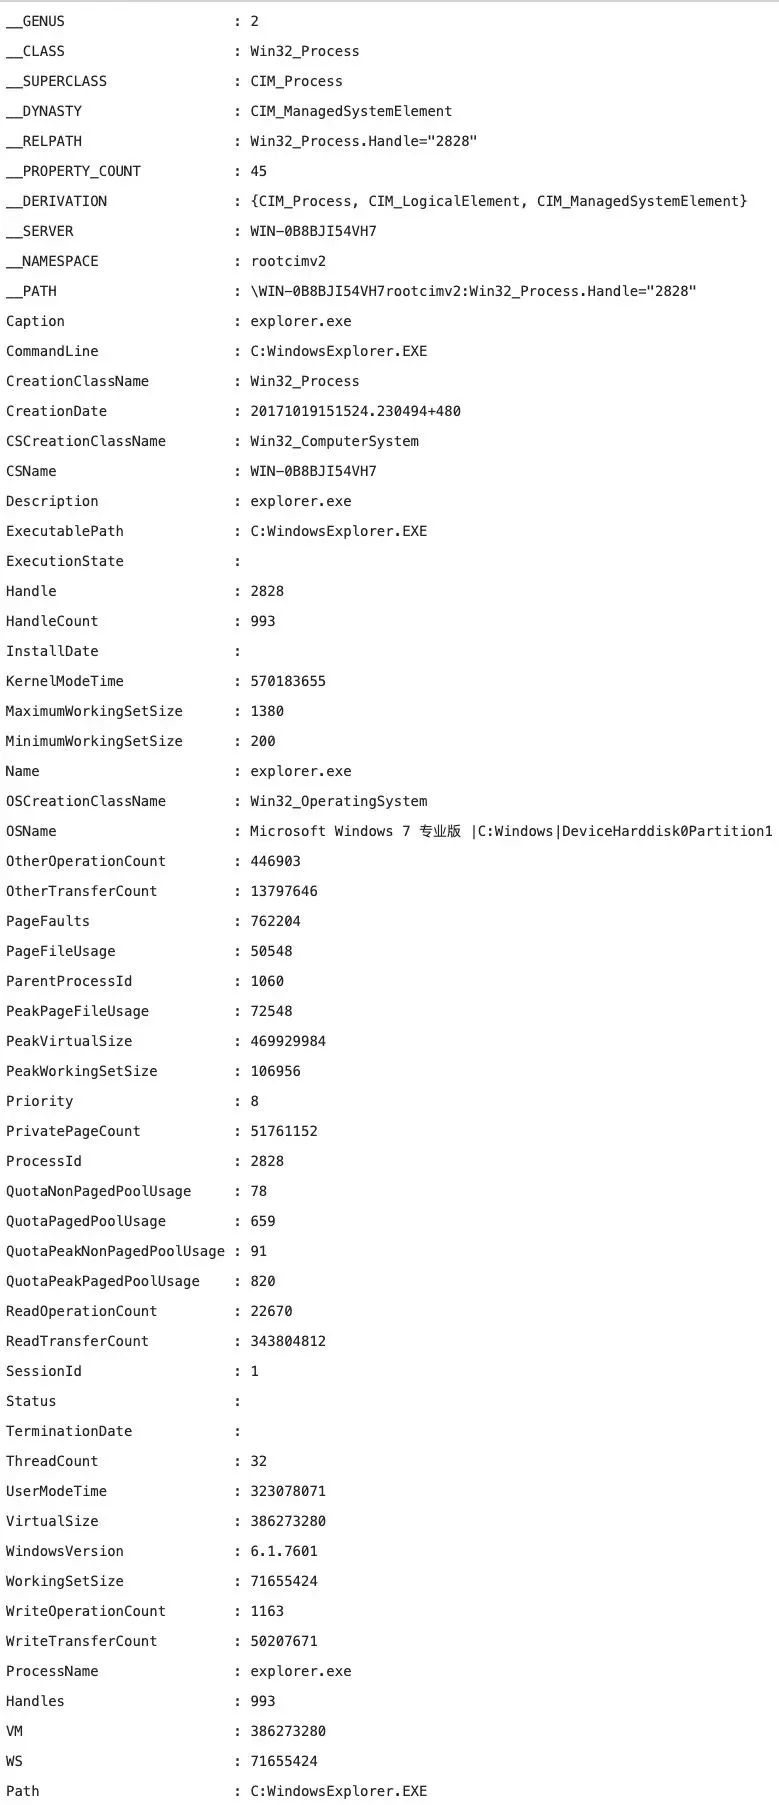 __GENUS : 2
__CLASS : Win32_Process
__SUPERCLASS : CIM_Process
__DYNASTY : CIM_ManagedSystemElement
__RELPATH : Win32_Process.Handle="2828"
__PROPERTY_COUNT : 45
__DERIVATION : {CIM_Process, CIM_LogicalElement, CIM_ManagedSystemElement}
__SERVER : WIN-0B8BJI54VH7
__NAMESPACE : rootcimv2
__PATH : \WIN-0B8BJI54VH7rootcimv2:Win32_Process.Handle="2828"
Caption : explorer.exe
CommandLine : C:WindowsExplorer.EXE
CreationClassName : Win32_Process
CreationDate : 20171019151524.230494+480
CSCreationClassName : Win32_ComputerSystem
CSName : WIN-0B8BJI54VH7
Description : explorer.exe
ExecutablePath : C:WindowsExplorer.EXE
ExecutionState :
Handle : 2828
HandleCount : 993
InstallDate :
KernelModeTime : 570183655
MaximumWorkingSetSize : 1380
MinimumWorkingSetSize : 200
Name : explorer.exe
OSCreationClassName : Win32_OperatingSystem
OSName : Microsoft Windows 7 专业版 |C:Windows|DeviceHarddisk0Partition1
OtherOperationCount : 446903
OtherTransferCount : 13797646
PageFaults : 762204
PageFileUsage : 50548
ParentProcessId : 1060
PeakPageFileUsage : 72548
PeakVirtualSize : 469929984
PeakWorkingSetSize : 106956
Priority : 8
PrivatePageCount : 51761152
ProcessId : 2828
QuotaNonPagedPoolUsage : 78
QuotaPagedPoolUsage : 659
QuotaPeakNonPagedPoolUsage : 91
QuotaPeakPagedPoolUsage : 820
ReadOperationCount : 22670
ReadTransferCount : 343804812
SessionId : 1
Status :
TerminationDate :
ThreadCount : 32
UserModeTime : 323078071
VirtualSize : 386273280
WindowsVersion : 6.1.7601
WorkingSetSize : 71655424
WriteOperationCount : 1163
WriteTransferCount : 50207671
ProcessName : explorer.exe
Handles : 993
VM : 386273280
WS : 71655424
Path : C:WindowsExplorer.EXE